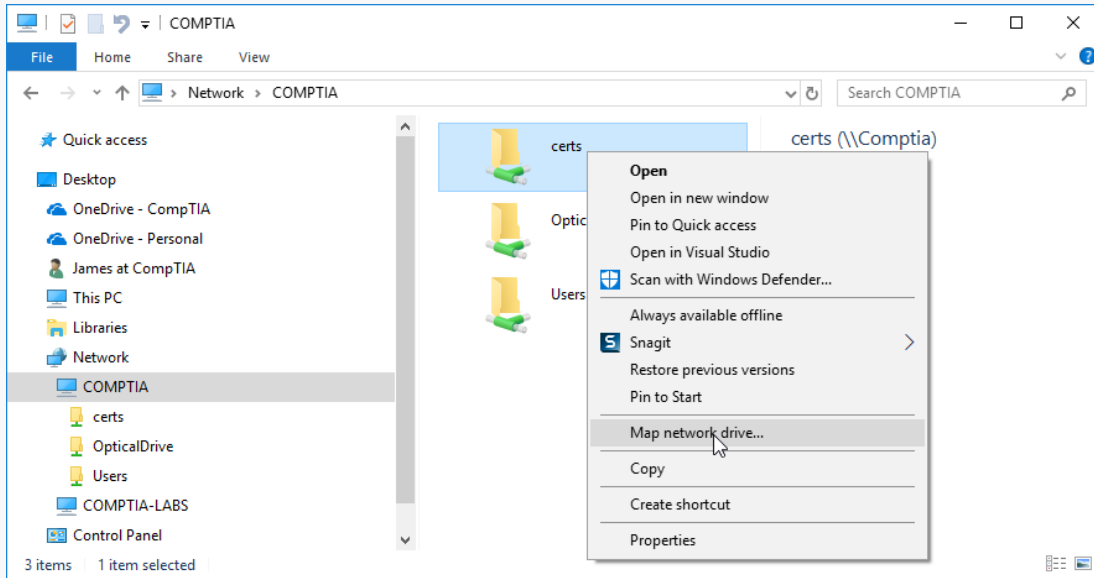 COMPTIA
File Home Share View
Network > COMPTIA
Search COMPTIA
Quick access
Desktop
OneDrive - CompTIA
OneDrive - Personal
James at CompTIA
This PC
Libraries
Network
COMPTIA
certs
OpticalDrive
Users
COMPTIA-LABS
Control Panel
certs
Optic
Users
certs (\\Comptia)
Open
Open in new window
Pin to Quick access
Open in Visual Studio
Scan with Windows Defender...
Always available offline
Snagit
Restore previous versions
Pin to Start
Map network drive...
Copy
Create shortcut
Properties
3 items 1 item selected